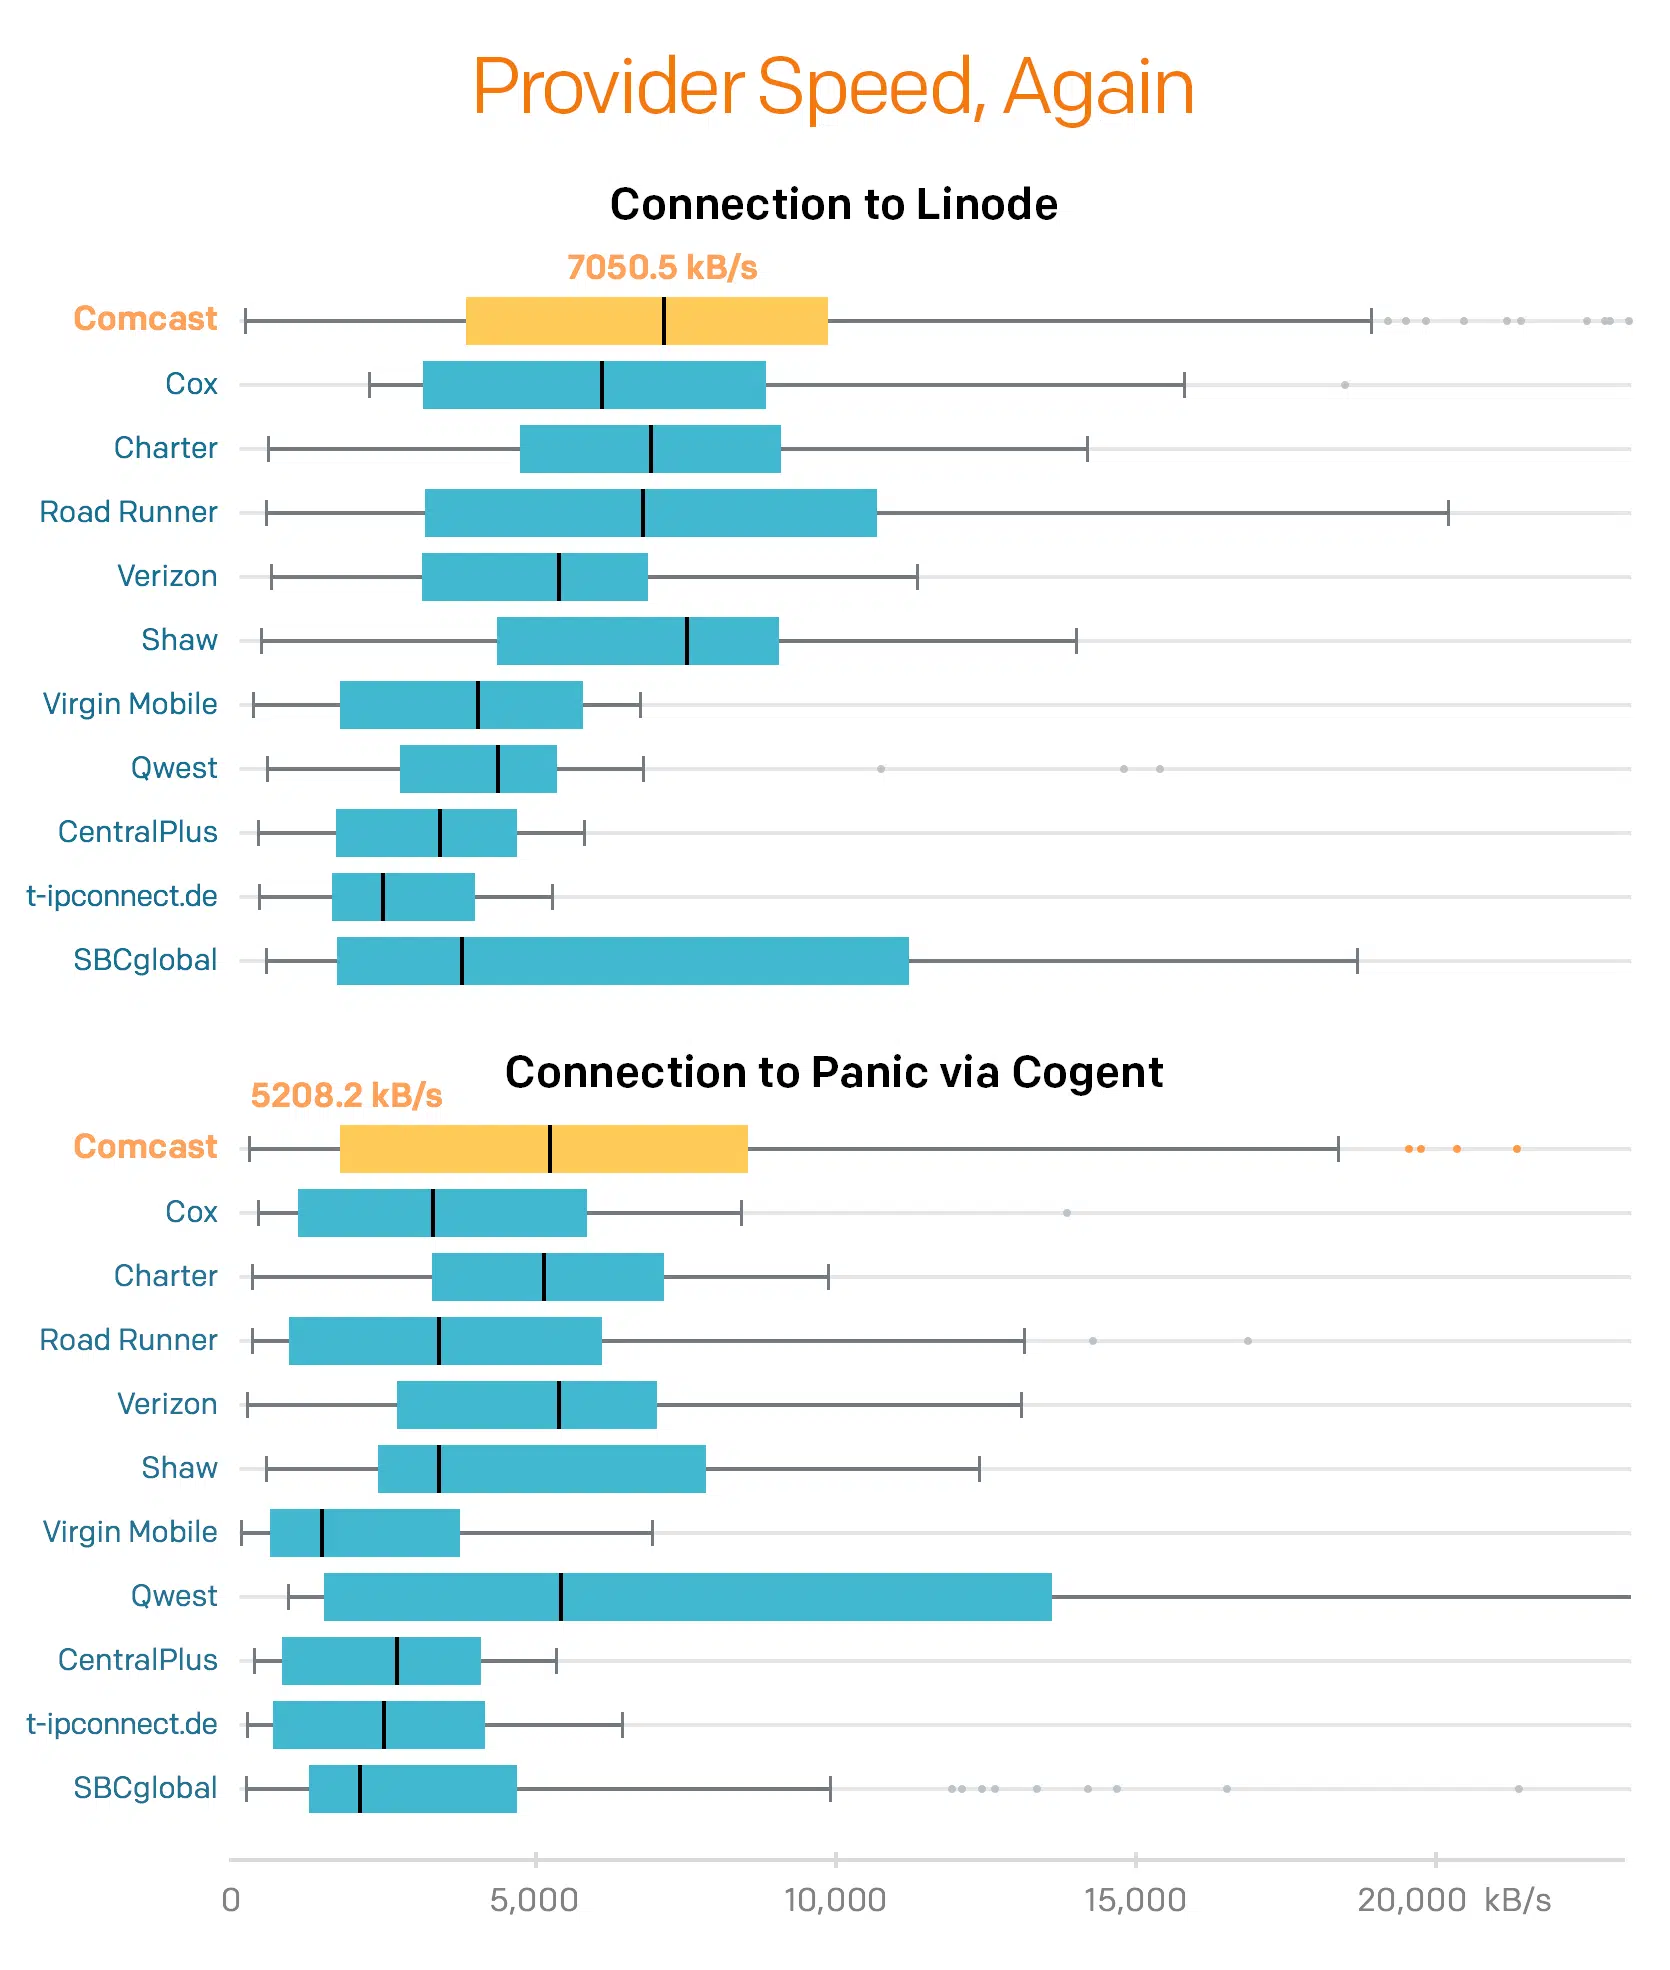 Provider Speed, Again
Connection to Linode
7050.5 kB/s
Comcast
Cox
Charter
Road Runner
Verizon
Shaw
Virgin Mobile
Qwest
CentralPlus
t-ipconnect.de
SBCglobal
Connection to Panic via Cogent
5208.2 kB/s
Comcast
Cox
Charter
Road Runner
Verizon
Shaw
Virgin Mobile
Qwest
CentralPlus
t-ipconnect.de
SBCglobal
0 5,000 10,000 15,000 20,000 kB/s